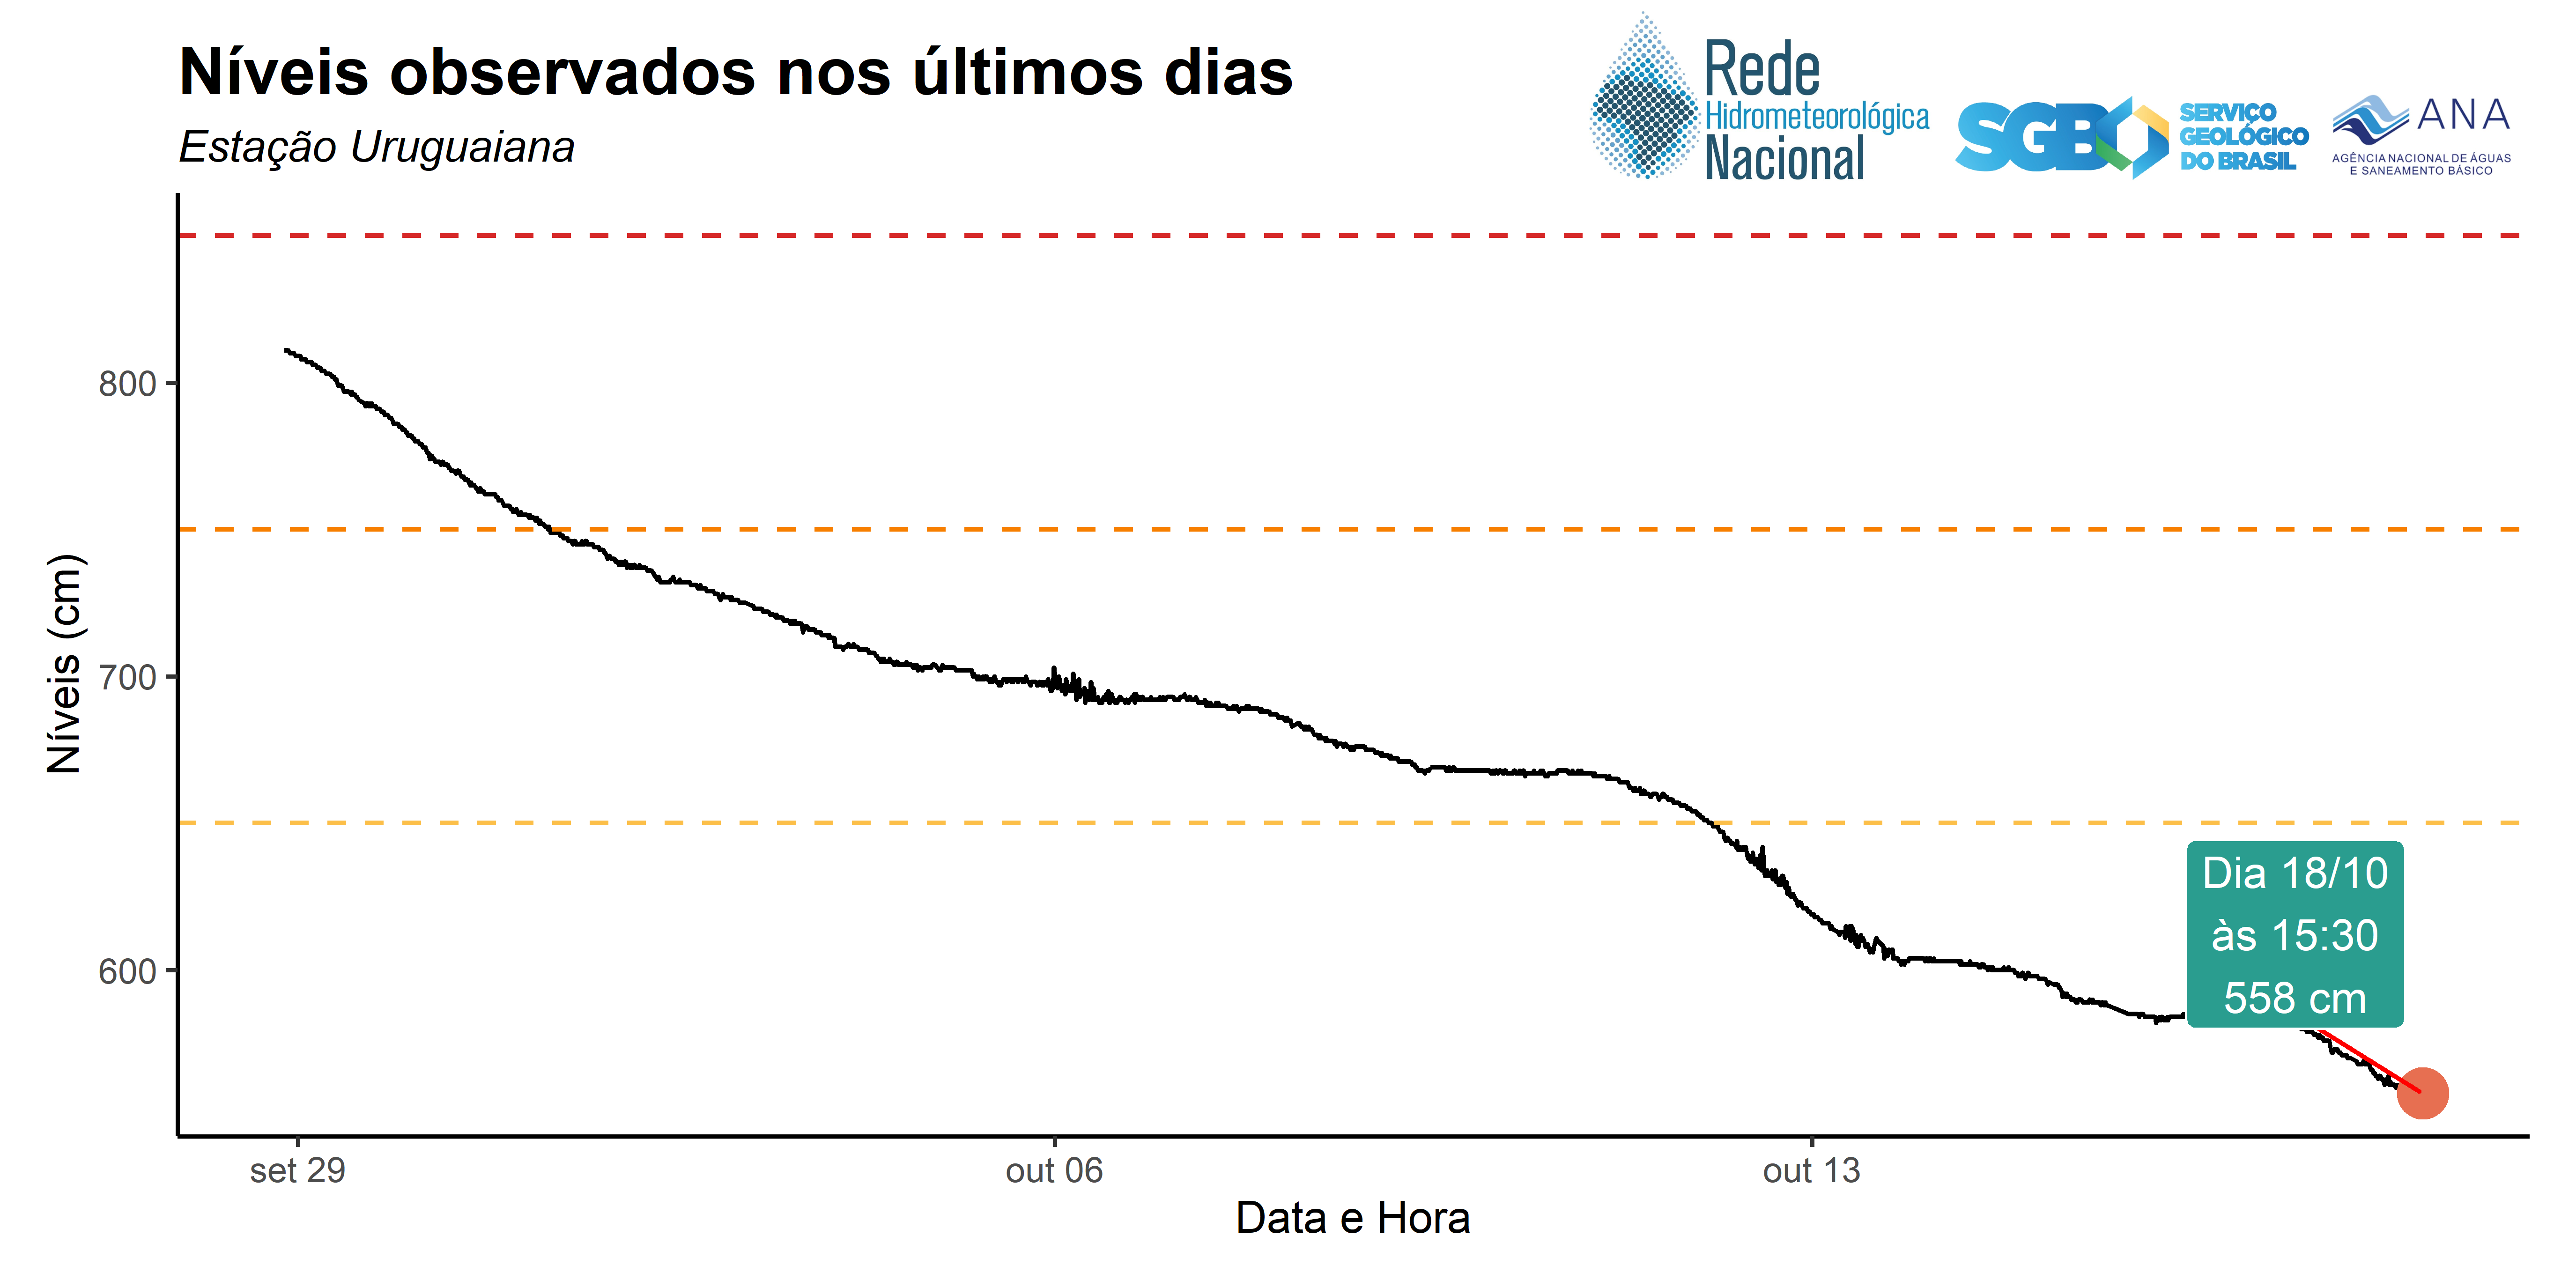 Níveis observados nos últimos dias
Estação Uruguaiana
Rede
Hidrometeorológica
Nacional
SGB
SERVIÇO
GEOLÓGICO
DO BRASIL
ANA
AGÊNCIA NACIONAL DE ÁGUAS
E SANEAMENTO BÁSICO
Níveis (cm)
800
700
600
Dia 18/10
às 15:30
558 cm
set 29
out 06
out 13
Data e Hora